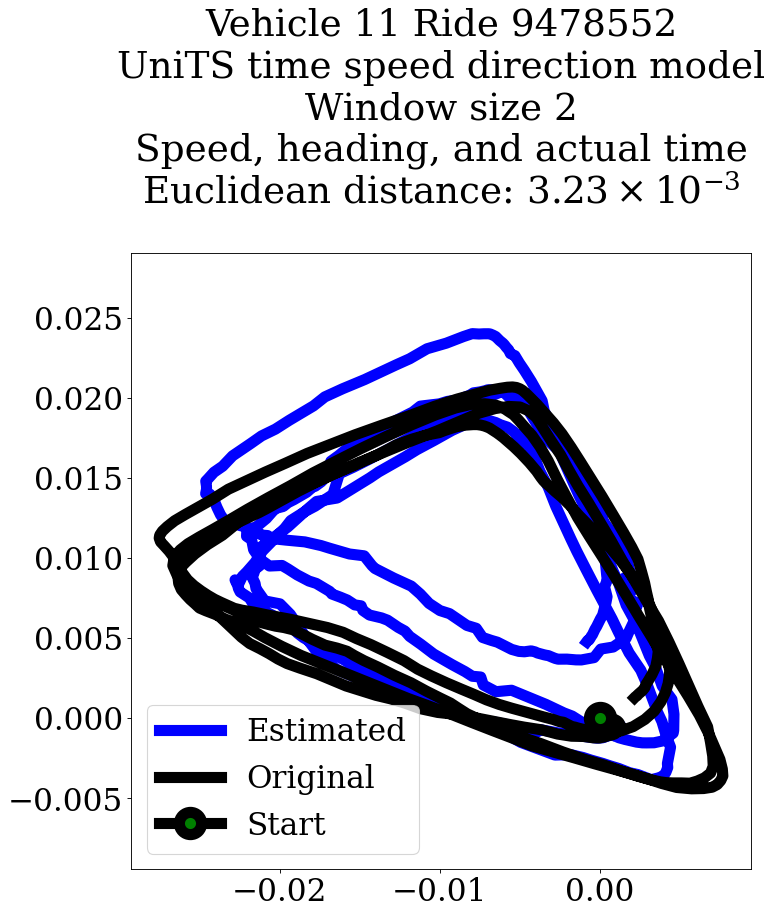 Vehicle 11 Ride 9478552
UniTS time speed direction model
Window size 2
Speed, heading, and actual time
Euclidean distance: 3.23 × 10⁻³
0.025
0.020
0.015
0.010
0.005
0.000
−0.005
Estimated
Original
Start
−0.02
−0.01
0.00